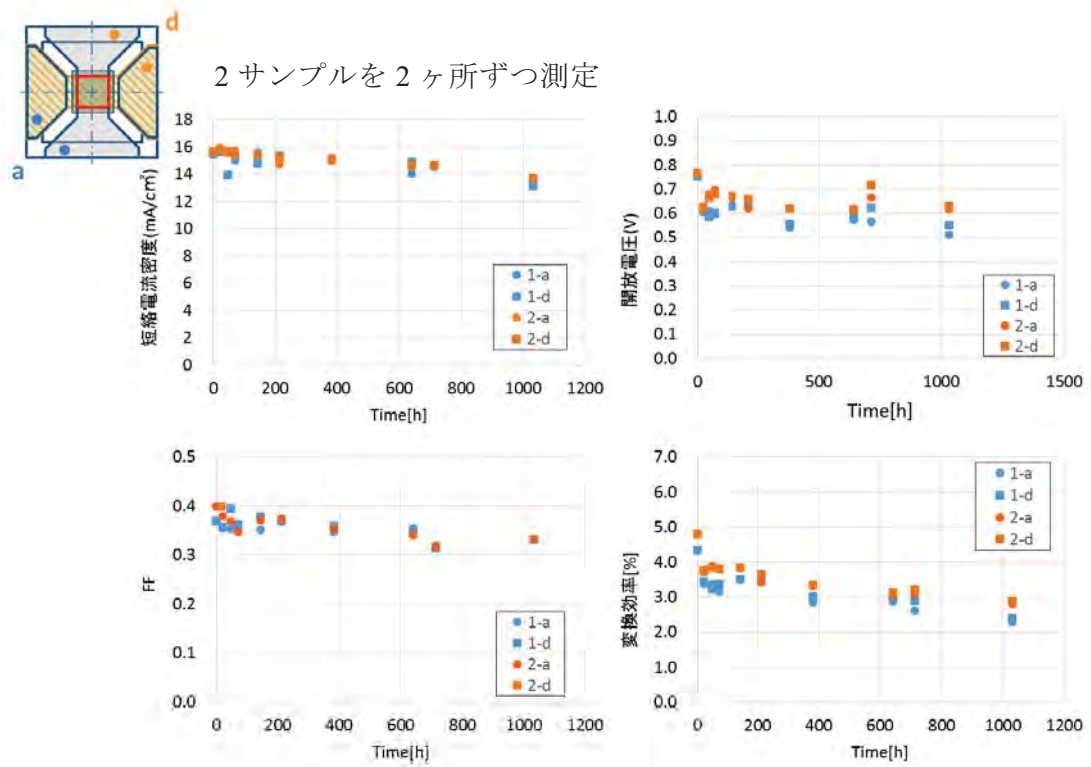 d
a
2 サンプルを 2 ヶ所ずつ測定
短絡電流密度(mA/c㎡)
18
16
14
12
10
8
6
4
2
0
0 200 400 600 800 1000 1200
Time[h]
1-a
1-d
2-a
2-d
開放電圧(V)
1.0
0.9
0.8
0.7
0.6
0.5
0.4
0.3
0.2
0.1
0.0
0 500 1000 1500
Time[h]
1-a
1-d
2-a
2-d
FF
0.5
0.4
0.3
0.2
0.1
0.0
0 200 400 600 800 1000 1200
Time[h]
1-a
1-d
2-a
2-d
変換効率[%]
7.0
6.0
5.0
4.0
3.0
2.0
1.0
0.0
0 200 400 600 800 1000 1200
Time[h]
1-a
1-d
2-a
2-d